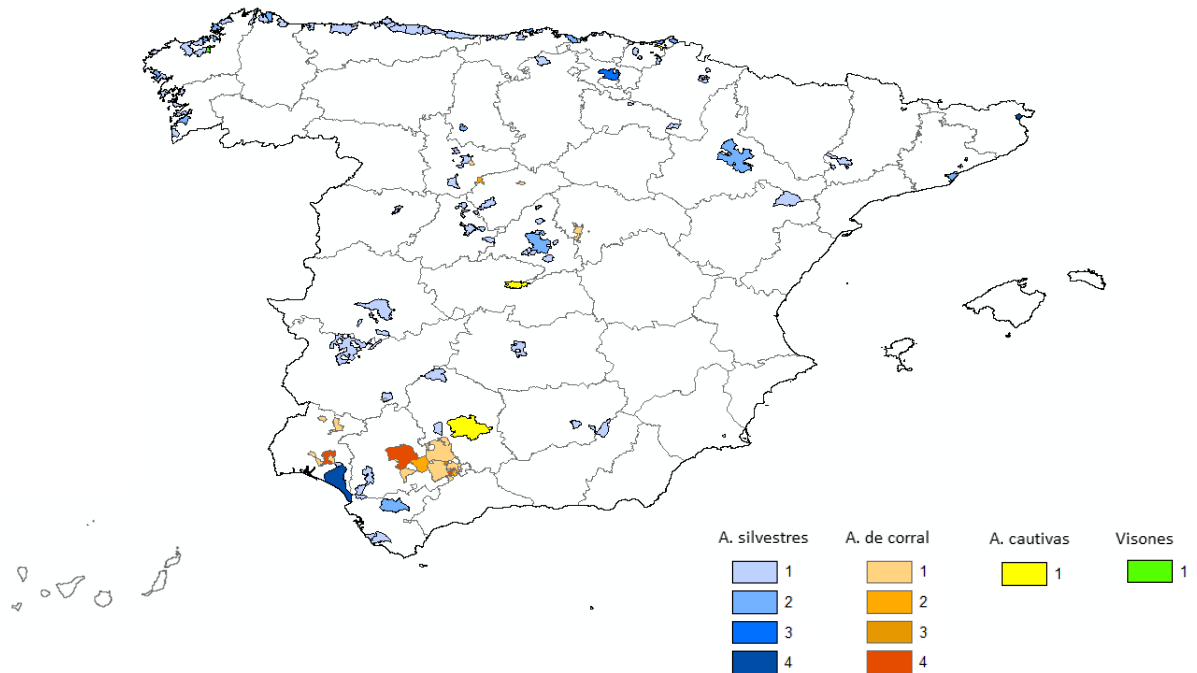 A. silvestres A. de corral A. cautivas Visones
1 1 1 1
2 2
3 3
4 4